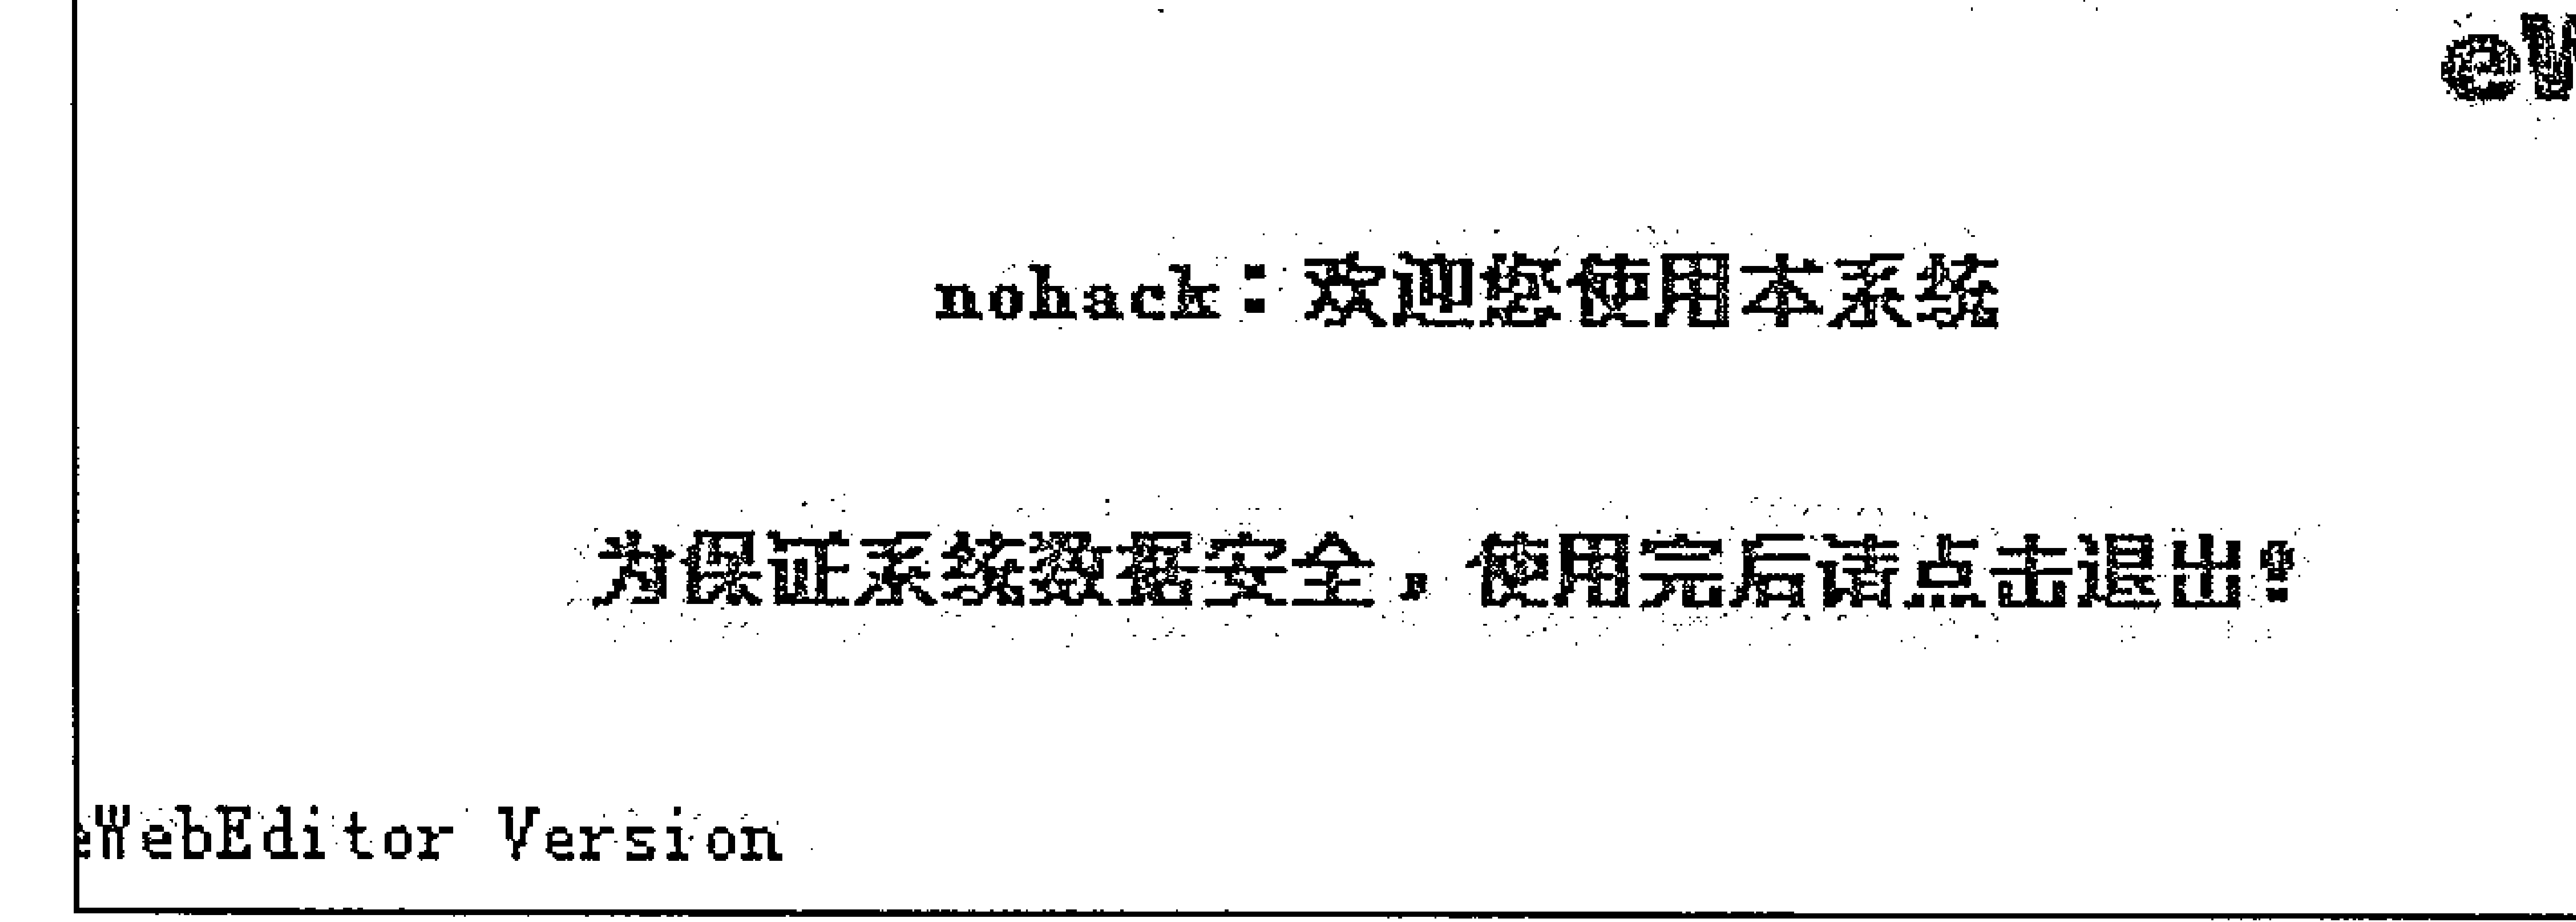 eW
nohack：欢迎您使用本系统
为保证系统数据安全，使用完后请点击退出！
eWebEditor Version